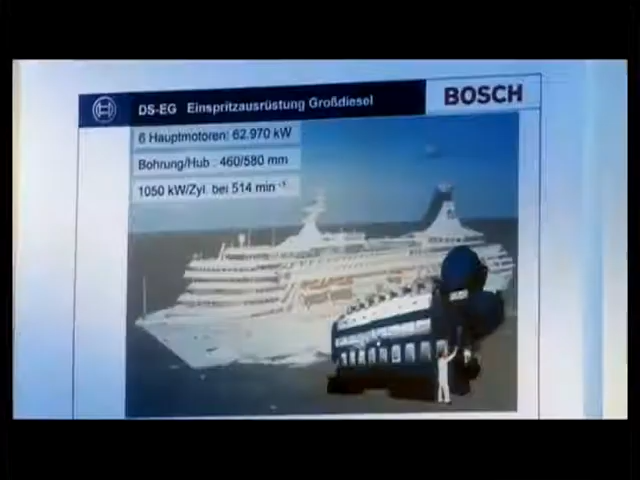 DS-EG Einspritzausrüstung Großdiesel
BOSCH
6 Hauptmotoren: 62.970 kW
Bohrung/Hub : 460/580 mm
1050 kW/Zyl. bei 514 min⁻¹